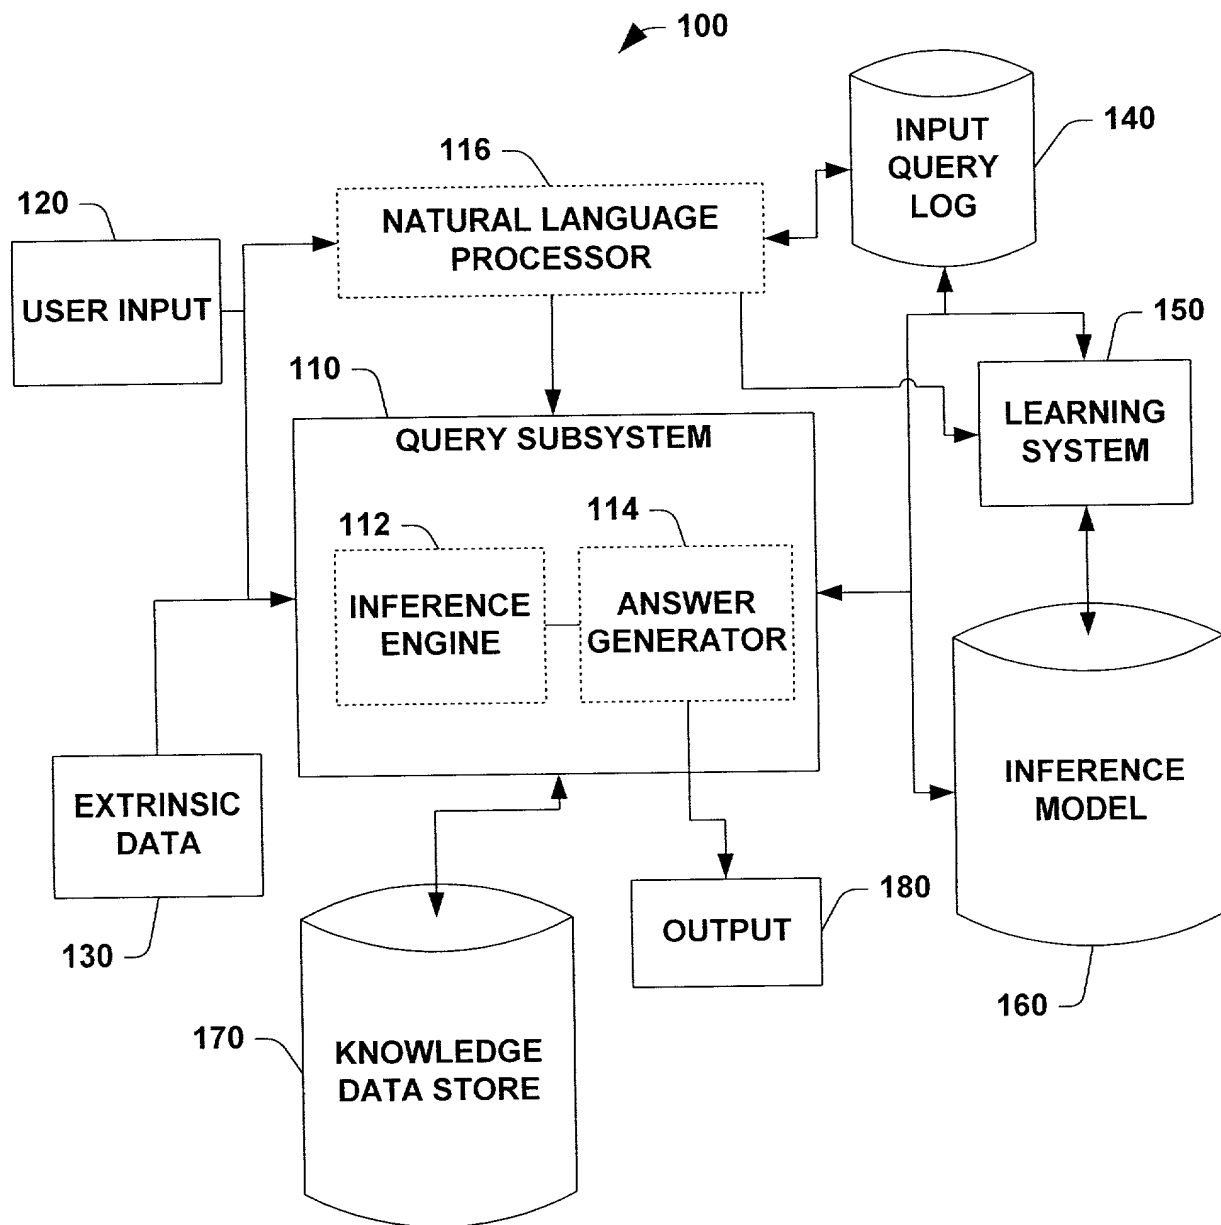 100
INPUT
QUERY
LOG
140
116
NATURAL LANGUAGE
PROCESSOR
120
USER INPUT
150
LEARNING
SYSTEM
110
QUERY SUBSYSTEM
112
INFERENCE
ENGINE
114
ANSWER
GENERATOR
INFERENCE
MODEL
160
EXTRINSIC
DATA
130
OUTPUT
180
170
KNOWLEDGE
DATA STORE